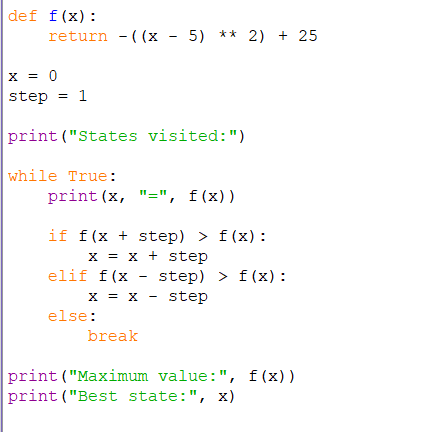 def f(x):
    return -((x - 5) ** 2) + 25

x = 0
step = 1

print("States visited:")

while True:
    print(x, "=", f(x))

    if f(x + step) > f(x):
        x = x + step
    elif f(x - step) > f(x):
        x = x - step
    else:
        break

print("Maximum value:", f(x))
print("Best state:", x)